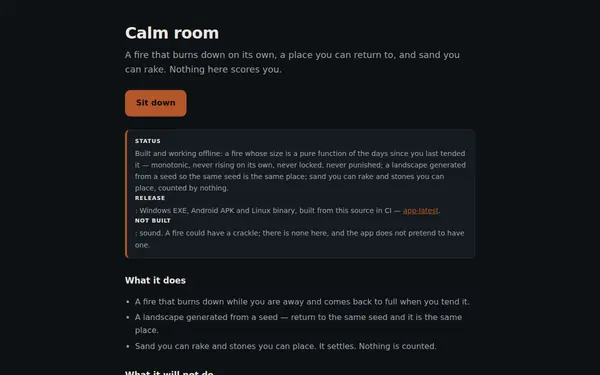 Calm room
A fire that burns down on its own, a place you can return to, and sand you
can rake. Nothing here scores you.
Sit down
STATUS
Built and working offline: a fire whose size is a pure function of the days since you last tended
it — monotonic, never rising on its own, never locked, never punished; a landscape generated
from a seed so the same seed is the same place; sand you can rake and stones you can
place, counted by nothing.
RELEASE
: Windows EXE, Android APK and Linux binary, built from this source in CI — app-latest.
NOT BUILT
: sound. A fire could have a crackle; there is none here, and the app does not pretend to have
one.
What it does
• A fire that burns down while you are away and comes back to full when you tend it.
• A landscape generated from a seed — return to the same seed and it is the same
place.
• Sand you can rake and stones you can place. It settles. Nothing is counted.
What it will not do